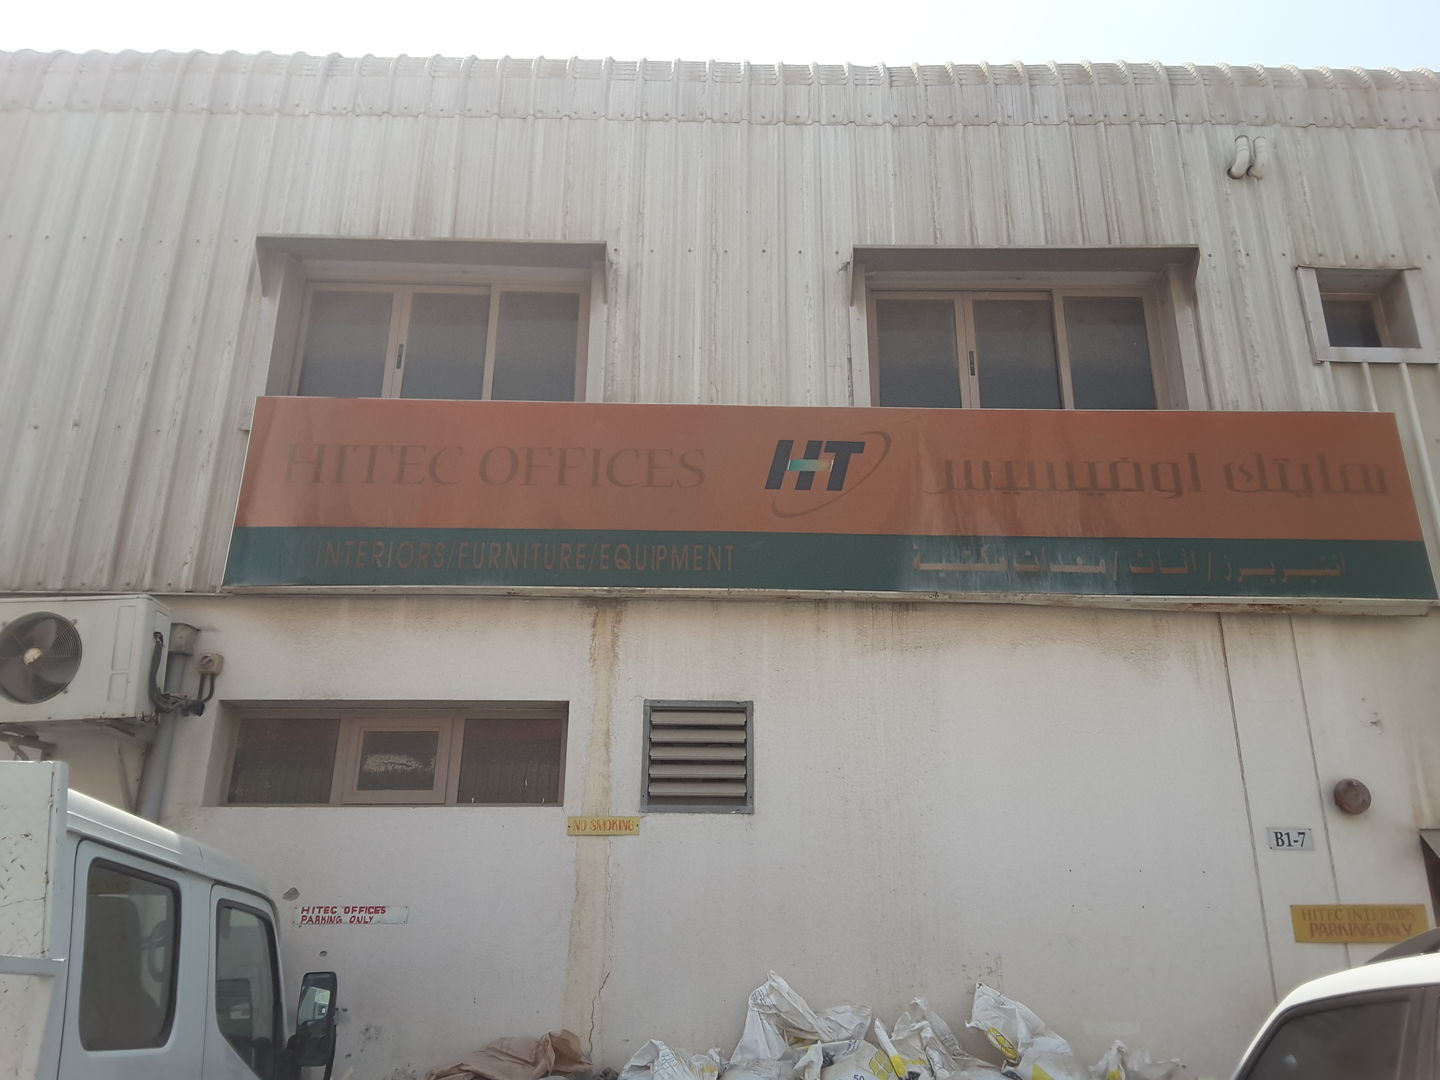 HITEC OFFICES
HT
هايتك اوفيسيس
INTERIORS/FURNITURE/EQUIPMENT
انتيريرز / أثاث / معدات مكتبية
NO SMOKING
B1-7
HITEC OFFICES
PARKING ONLY
HITEC INTERIORS
PARKING ONLY
50